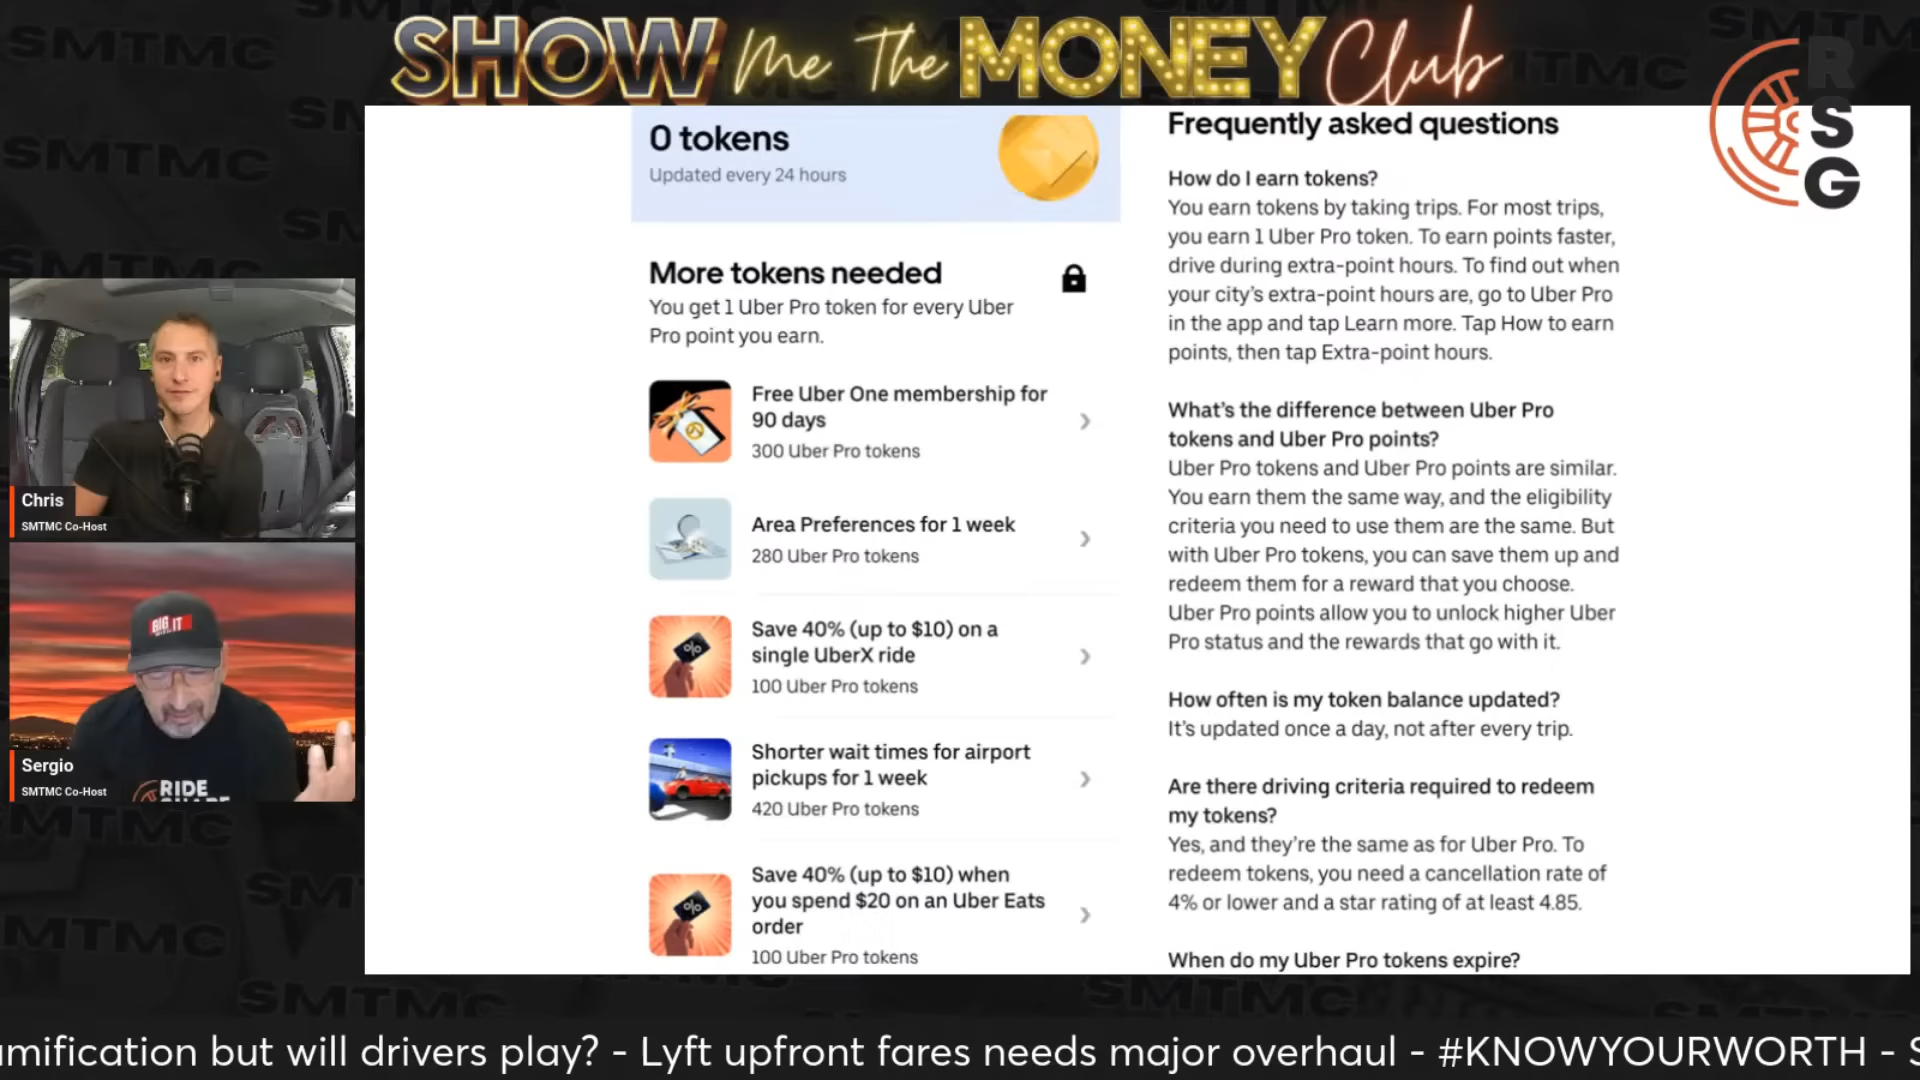 SHOW Me The MONEY Club
RSG
0 tokens
Updated every 24 hours
More tokens needed
You get 1 Uber Pro token for every Uber
Pro point you earn.
Free Uber One membership for
90 days
300 Uber Pro tokens
Area Preferences for 1 week
280 Uber Pro tokens
Save 40% (up to $10) on a
single UberX ride
100 Uber Pro tokens
Shorter wait times for airport
pickups for 1 week
420 Uber Pro tokens
Save 40% (up to $10) when
you spend $20 on an Uber Eats
order
100 Uber Pro tokens
Frequently asked questions
How do I earn tokens?
You earn tokens by taking trips. For most trips,
you earn 1 Uber Pro token. To earn points faster,
drive during extra-point hours. To find out when
your city's extra-point hours are, go to Uber Pro
in the app and tap Learn more. Tap How to earn
points, then tap Extra-point hours.
What's the difference between Uber Pro
tokens and Uber Pro points?
Uber Pro tokens and Uber Pro points are similar.
You earn them the same way, and the eligibility
criteria you need to use them are the same. But
with Uber Pro tokens, you can save them up and
redeem them for a reward that you choose.
Uber Pro points allow you to unlock higher Uber
Pro status and the rewards that go with it.
How often is my token balance updated?
It's updated once a day, not after every trip.
Are there driving criteria required to redeem
my tokens?
Yes, and they're the same as for Uber Pro. To
redeem tokens, you need a cancellation rate of
4% or lower and a star rating of at least 4.85.
When do my Uber Pro tokens expire?
Chris
SMTMC Co-Host
BIG IT
RIDE
Sergio
SMTMC Co-Host
SMTMC
amification but will drivers play? - Lyft upfront fares needs major overhaul - #KNOWYOURWORTH - S